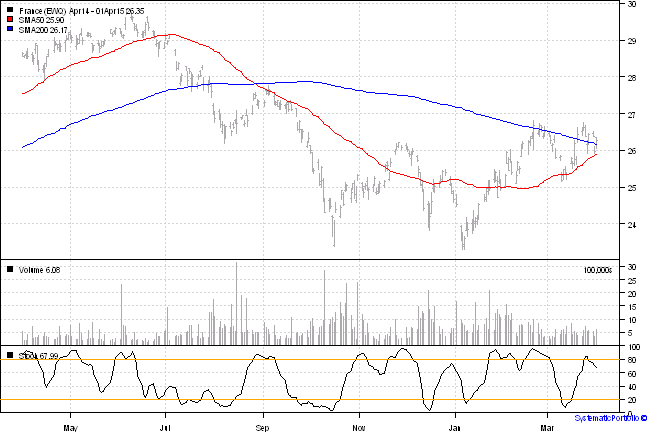 France (EWQ) Apr14 - 01Apr15 26.35
SMA50 25.90
SMA200 26.17
30
29
28
27
26
25
24
Volume 6.08
100,000s
30
25
20
15
10
5
Stock 67.99
100
80
60
40
20
0
May
Jul
Sep
Nov
Jan
Mar
SystematicPortfolio ©